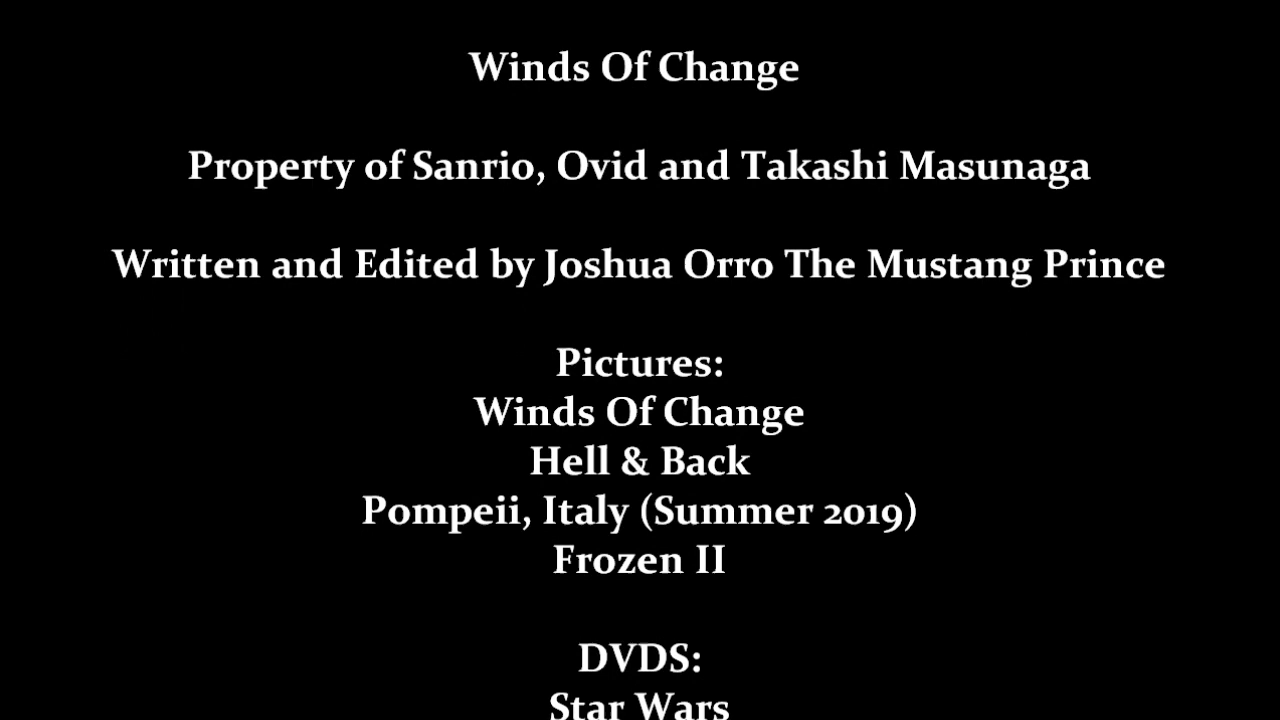 Winds Of Change
Property of Sanrio, Ovid and Takashi Masunaga
Written and Edited by Joshua Orro The Mustang Prince
Pictures:
Winds Of Change
Hell & Back
Pompeii, Italy (Summer 2019)
Frozen II
DVDS:
Star Wars